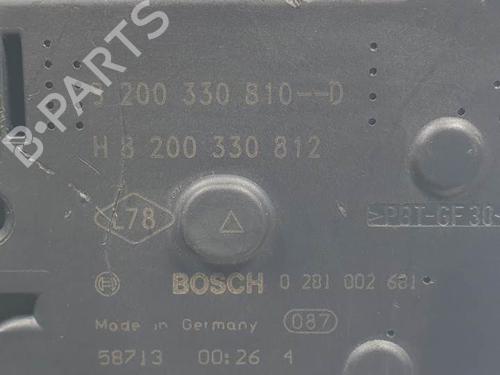 200 330 810--D
H 8 200 330 812
L78
>PBT-GF30
BOSCH 0 281 002 681
Made in Germany 087
58713 00:26 4
B-PARTS